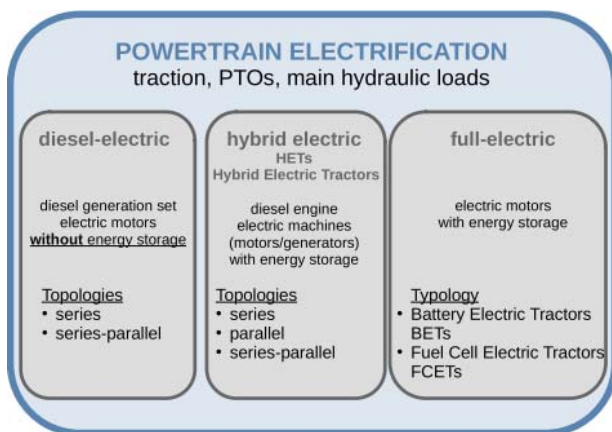 POWERTRAIN ELECTRIFICATION
traction, PTOs, main hydraulic loads
diesel-electric
diesel generation set
electric motors
without energy storage
Topologies
• series
• series-parallel
hybrid electric
HETs
Hybrid Electric Tractors
diesel engine
electric machines
(motors/generators)
with energy storage
Topologies
• series
• parallel
• series-parallel
full-electric
electric motors
with energy storage
Typology
• Battery Electric Tractors
BETs
• Fuel Cell Electric Tractors
FCETs